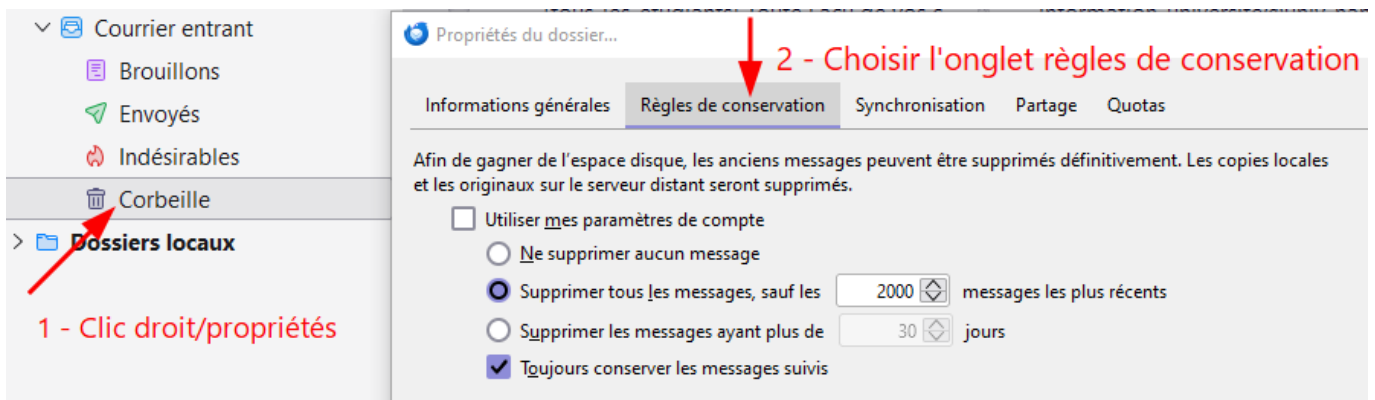 Courrier entrant
Brouillons
Envoyés
Indésirables
Corbeille
Dossiers locaux
1 - Clic droit/propriétés
Propriétés du dossier...
2 - Choisir l'onglet règles de conservation
Informations générales Règles de conservation Synchronisation Partage Quotas
Afin de gagner de l'espace disque, les anciens messages peuvent être supprimés définitivement. Les copies locales
et les originaux sur le serveur distant seront supprimés.
Utiliser mes paramètres de compte
Ne supprimer aucun message
Supprimer tous les messages, sauf les 2000 messages les plus récents
Supprimer les messages ayant plus de 30 jours
Toujours conserver les messages suivis